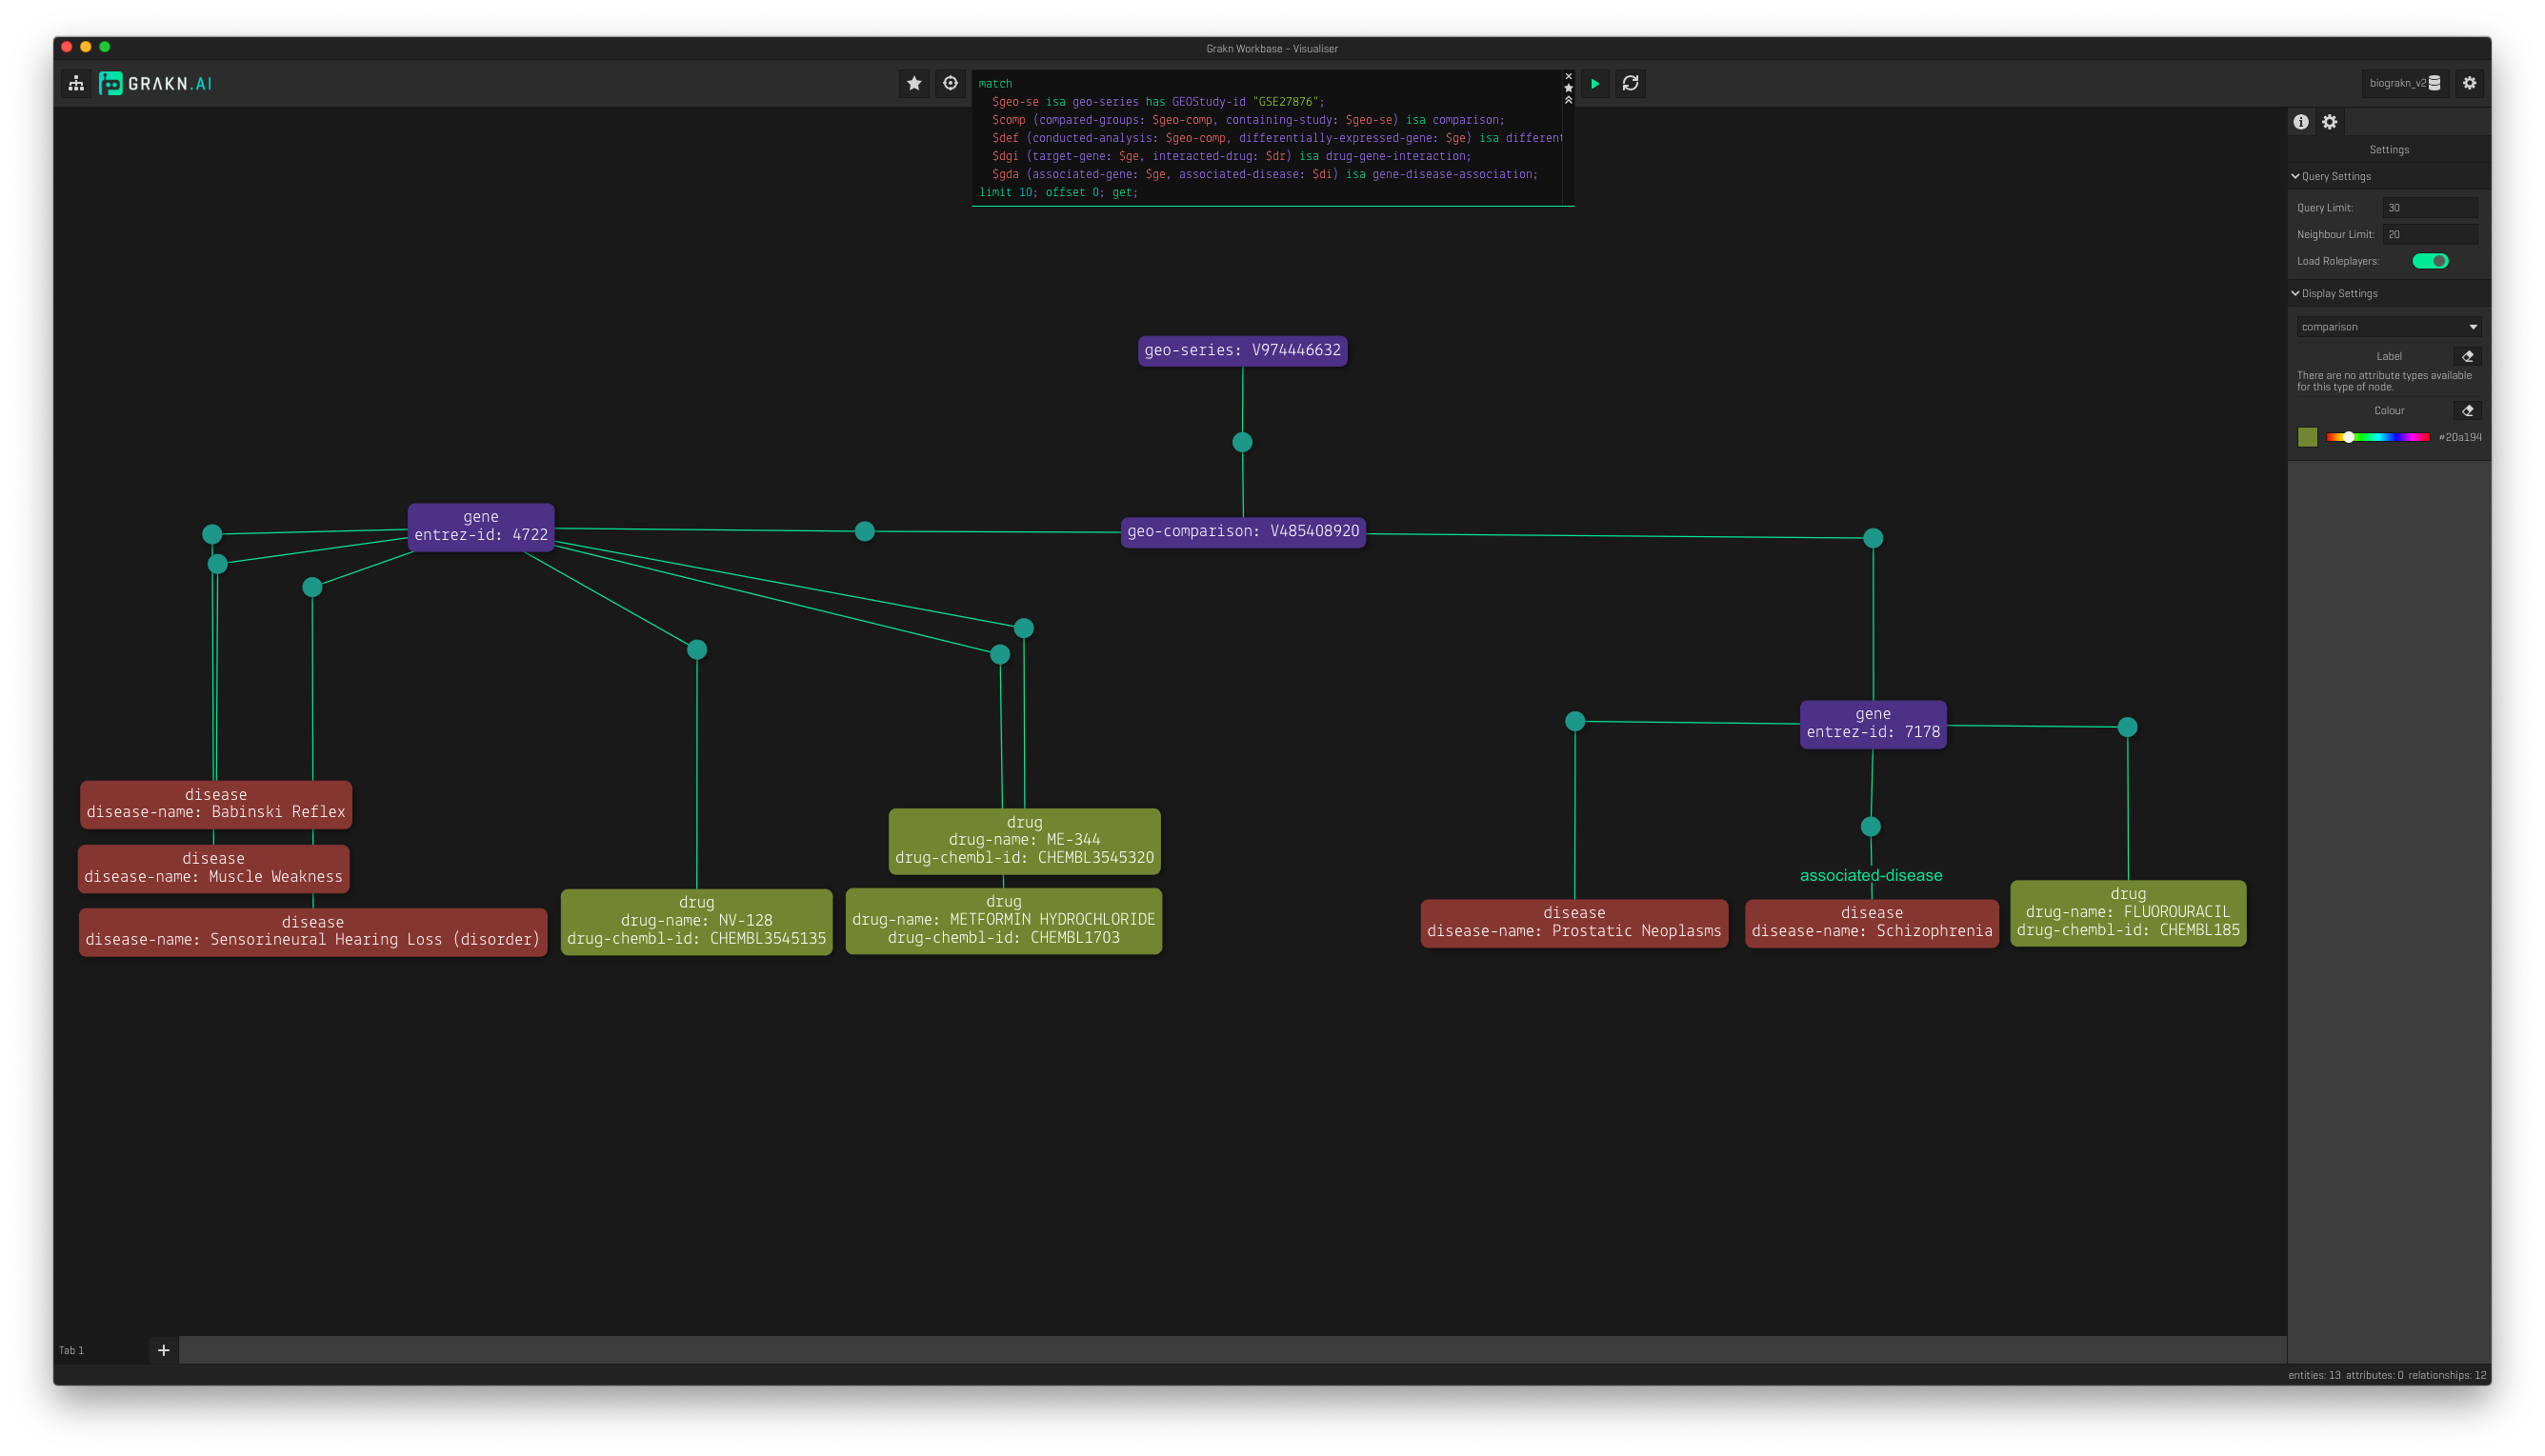 Grakn Workbase - Visualiser
GRAKN.AI
match
$geo-se isa geo-series has GEOStudy-id "GSE27876";
$comp (compared-groups: $geo-comp, containing-study: $geo-se) isa comparison;
$def (conducted-analysis: $geo-comp, differentially-expressed-gene: $ge) isa different
$dgi (target-gene: $ge, interacted-drug: $dr) isa drug-gene-interaction;
$gda (associated-gene: $ge, associated-disease: $di) isa gene-disease-association;
limit 10; offset 0; get;
biograkn_v2
Settings
Query Settings
Query Limit: 30
Neighbour Limit: 20
Load Roleplayers:
Display Settings
comparison
Label
There are no attribute types available
for this type of node.
Colour
#20a194
geo-series: V974446632
gene
entrez-id: 4722
geo-comparison: V485408920
gene
entrez-id: 7178
disease
disease-name: Babinski Reflex
disease
disease-name: Muscle Weakness
disease
disease-name: Sensorineural Hearing Loss (disorder)
drug
drug-name: NV-128
drug-chembl-id: CHEMBL3545135
drug
drug-name: ME-344
drug-chembl-id: CHEMBL3545320
drug
drug-name: METFORMIN HYDROCHLORIDE
drug-chembl-id: CHEMBL1703
associated-disease
disease
disease-name: Prostatic Neoplasms
disease
disease-name: Schizophrenia
drug
drug-name: FLUOROURACIL
drug-chembl-id: CHEMBL185
Tab 1
entities: 13 attributes: 0 relationships: 12